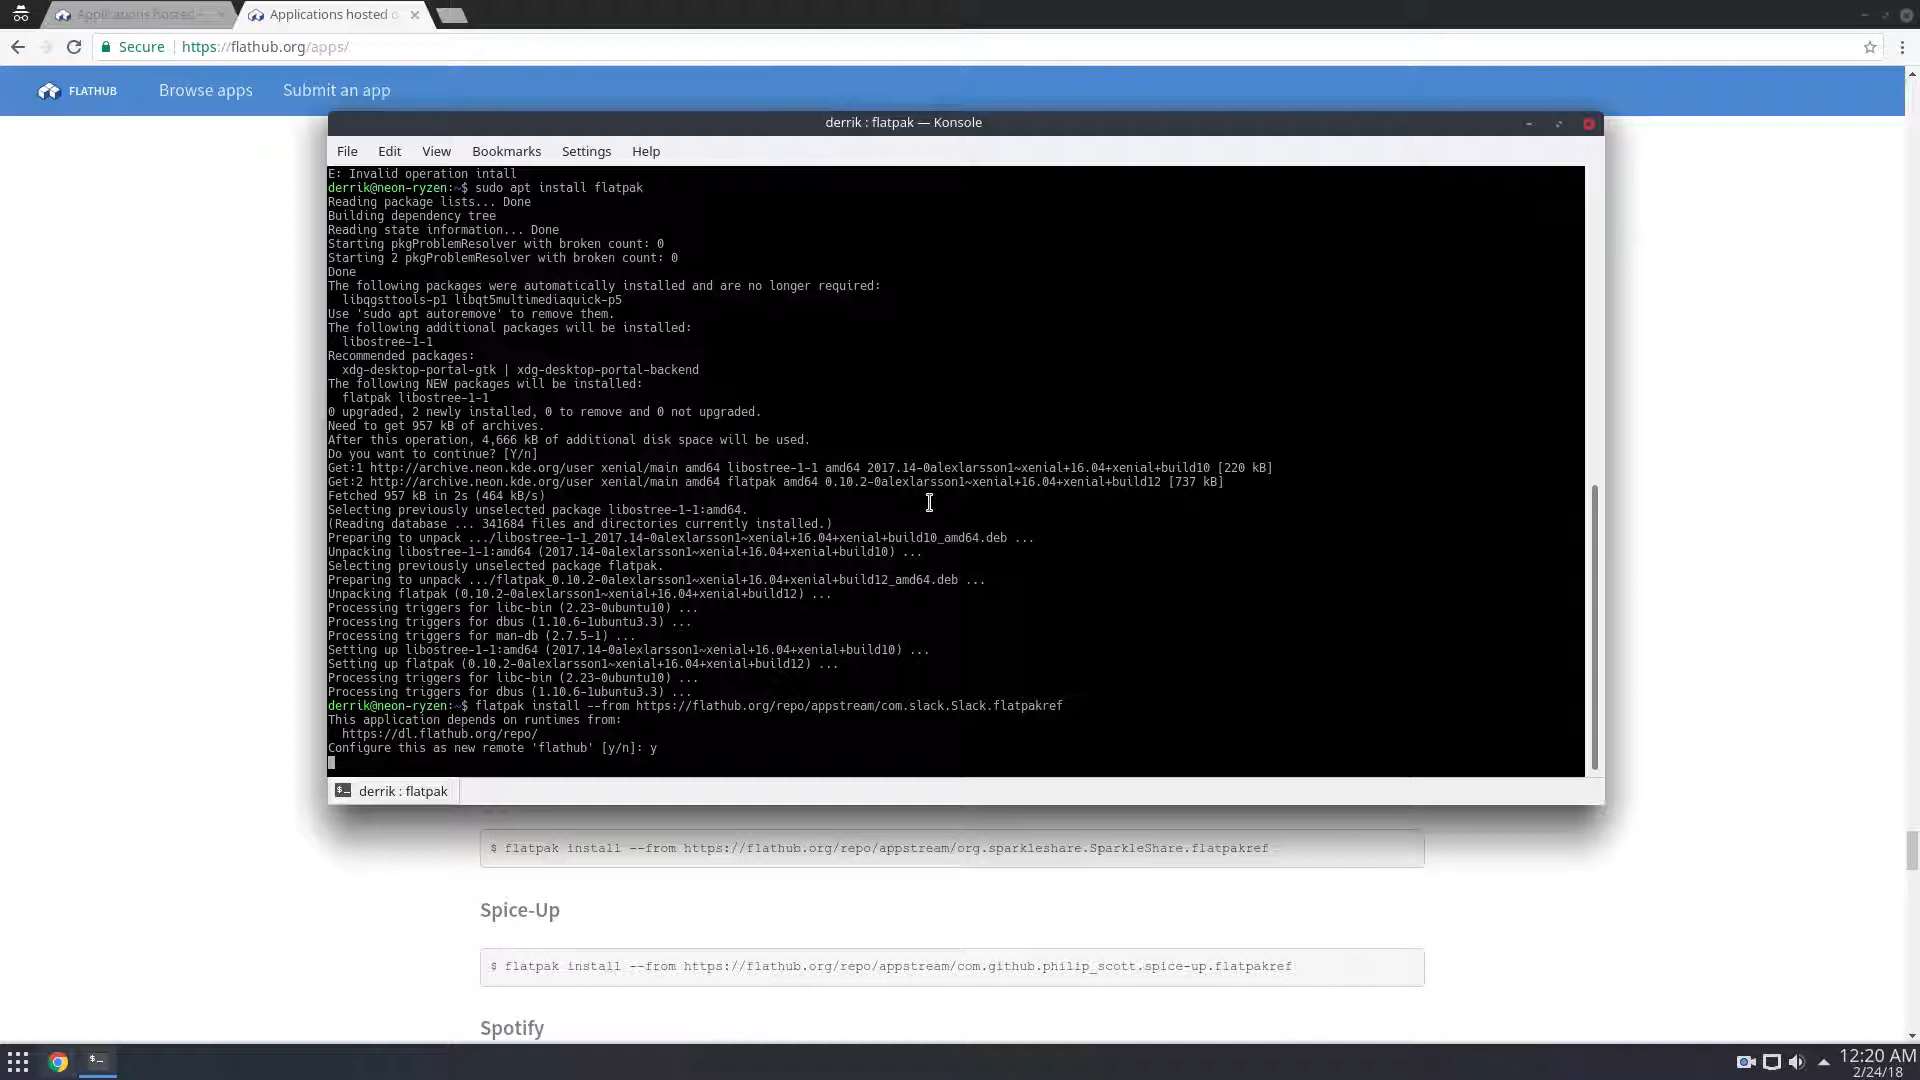 Applications hosted
Applications hosted o
Secure
https://flathub.org/apps/
FLATHUB
Browse apps
Submit an app
derrik : flatpak — Konsole
File Edit View Bookmarks Settings Help
E: Invalid operation intall
derrik@neon-ryzen:~$ sudo apt install flatpak
Reading package lists... Done
Building dependency tree
Reading state information... Done
Starting pkgProblemResolver with broken count: 0
Starting 2 pkgProblemResolver with broken count: 0
Done
The following packages were automatically installed and are no longer required:
libqgsttools-p1 libqt5multimediaquick-p5
Use 'sudo apt autoremove' to remove them.
The following additional packages will be installed:
libostree-1-1
Recommended packages:
xdg-desktop-portal-gtk | xdg-desktop-portal-backend
The following NEW packages will be installed:
flatpak libostree-1-1
0 upgraded, 2 newly installed, 0 to remove and 0 not upgraded.
Need to get 957 kB of archives.
After this operation, 4,666 kB of additional disk space will be used.
Do you want to continue? [Y/n]
Get:1 http://archive.neon.kde.org/user xenial/main amd64 libostree-1-1 amd64 2017.14-0alexlarsson1~xenial+16.04+xenial+build10 [220 kB]
Get:2 http://archive.neon.kde.org/user xenial/main amd64 flatpak amd64 0.10.2-0alexlarsson1~xenial+16.04+xenial+build12 [737 kB]
Fetched 957 kB in 2s (464 kB/s)
Selecting previously unselected package libostree-1-1:amd64.
(Reading database ... 341684 files and directories currently installed.)
Preparing to unpack .../libostree-1-1_2017.14-0alexlarsson1~xenial+16.04+xenial+build10_amd64.deb ...
Unpacking libostree-1-1:amd64 (2017.14-0alexlarsson1~xenial+16.04+xenial+build10) ...
Selecting previously unselected package flatpak.
Preparing to unpack .../flatpak_0.10.2-0alexlarsson1~xenial+16.04+xenial+build12_amd64.deb ...
Unpacking flatpak (0.10.2-0alexlarsson1~xenial+16.04+xenial+build12) ...
Processing triggers for libc-bin (2.23-0ubuntu10) ...
Processing triggers for dbus (1.10.6-1ubuntu3.3) ...
Processing triggers for man-db (2.7.5-1) ...
Setting up libostree-1-1:amd64 (2017.14-0alexlarsson1~xenial+16.04+xenial+build10) ...
Setting up flatpak (0.10.2-0alexlarsson1~xenial+16.04+xenial+build12) ...
Processing triggers for libc-bin (2.23-0ubuntu10) ...
Processing triggers for dbus (1.10.6-1ubuntu3.3) ...
derrik@neon-ryzen:~$ flatpak install --from https://flathub.org/repo/appstream/com.slack.Slack.flatpakref
This application depends on runtimes from:
https://dl.flathub.org/repo/
Configure this as new remote 'flathub' [y/n]: y
derrik : flatpak
$ flatpak install --from https://flathub.org/repo/appstream/org.sparkleshare.SparkleShare.flatpakref
Spice-Up
$ flatpak install --from https://flathub.org/repo/appstream/com.github.philip_scott.spice-up.flatpakref
Spotify
12:20 AM
2/24/18